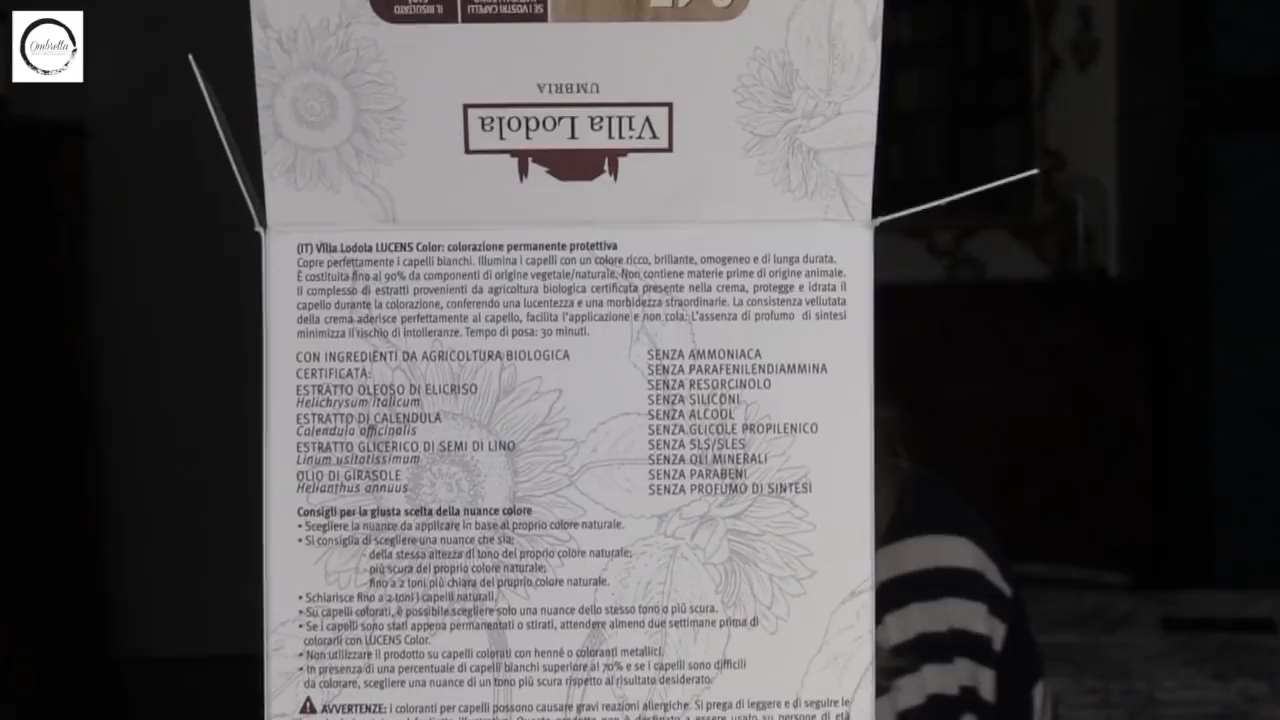 Ombretta
IL RISULTATO
SE I VOSTRI CAPELLI
UMBRIA
Villa Lodola
(IT) Villa Lodola LUCENS Color: colorazione permanente protettiva
Copre perfettamente i capelli bianchi. Illumina i capelli con un colore ricco, brillante, omogeneo e di lunga durata.
È costituita fino al 90% da componenti di origine vegetale/naturale. Non contiene materie prime di origine animale.
Il complesso di estratti provenienti da agricoltura biologica certificata presente nella crema, protegge e idrata il
capello durante la colorazione, conferendo una lucentezza e una morbidezza straordinarie. La consistenza vellutata
della crema aderisce perfettamente al capello, facilita l'applicazione e non cola. L'assenza di profumo di sintesi
minimizza il rischio di intolleranze. Tempo di posa: 30 minuti.
CON INGREDIENTI DA AGRICOLTURA BIOLOGICA
CERTIFICATA:
ESTRATTO OLEOSO DI ELICRISO
Helichrysum italicum
ESTRATTO DI CALENDULA
Calendula officinalis
ESTRATTO GLICERICO DI SEMI DI LINO
Linum usitatissimum
OLIO DI GIRASOLE
Helianthus annuus
SENZA AMMONIACA
SENZA PARAFENILENDIAMMINA
SENZA RESORCINOLO
SENZA SILICONI
SENZA ALCOOL
SENZA GLICOLE PROPILENICO
SENZA SLS/SLES
SENZA OLI MINERALI
SENZA PARABENI
SENZA PROFUMO DI SINTESI
Consigli per la giusta scelta della nuance colore
• Scegliere la nuance da applicare in base al proprio colore naturale.
• Si consiglia di scegliere una nuance che sia:
- della stessa altezza di tono del proprio colore naturale;
- più scura del proprio colore naturale;
- fino a 2 toni più chiara del proprio colore naturale.
• Schiarisce fino a 2 toni i capelli naturali.
• Su capelli colorati, è possibile scegliere solo una nuance dello stesso tono o più scura.
• Se i capelli sono stati appena permanentati o stirati, attendere almeno due settimane prima di
colorarli con LUCENS Color.
• Non utilizzare il prodotto su capelli colorati con henné o coloranti metallici.
• In presenza di una percentuale di capelli bianchi superiore al 70% e se i capelli sono difficili
da colorare, scegliere una nuance di un tono più scura rispetto al risultato desiderato.
AVVERTENZE: i coloranti per capelli possono causare gravi reazioni allergiche. Si prega di leggere e di seguire le